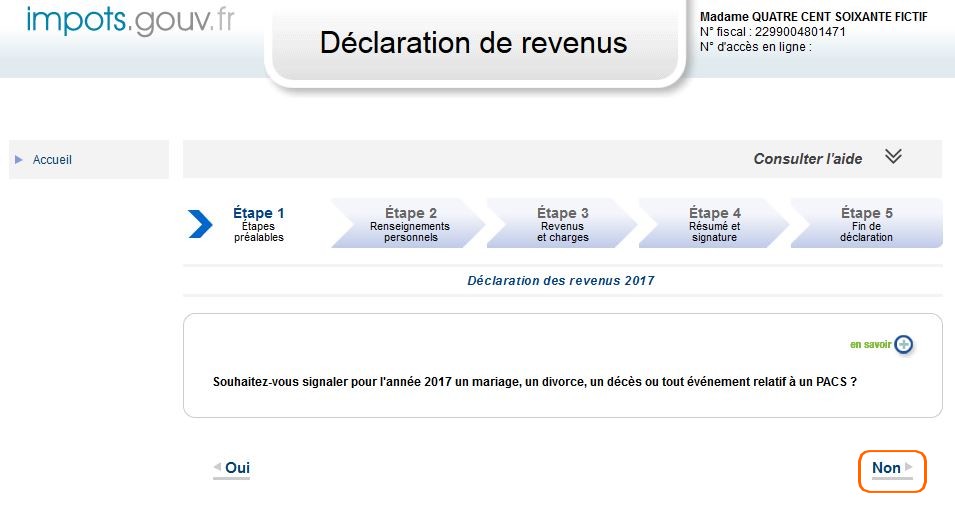 impots.gouv.fr
Déclaration de revenus
Madame QUATRE CENT SOIXANTE FICTIF
N° fiscal : 2299004801471
N° d'accès en ligne :
Accueil
Consulter l'aide
Étape 1
Étapes
préalables
Étape 2
Renseignements
personnels
Étape 3
Revenus
et charges
Étape 4
Résumé et
signature
Étape 5
Fin de
déclaration
Déclaration des revenus 2017
en savoir
Souhaitez-vous signaler pour l'année 2017 un mariage, un divorce, un décès ou tout événement relatif à un PACS ?
Oui
Non